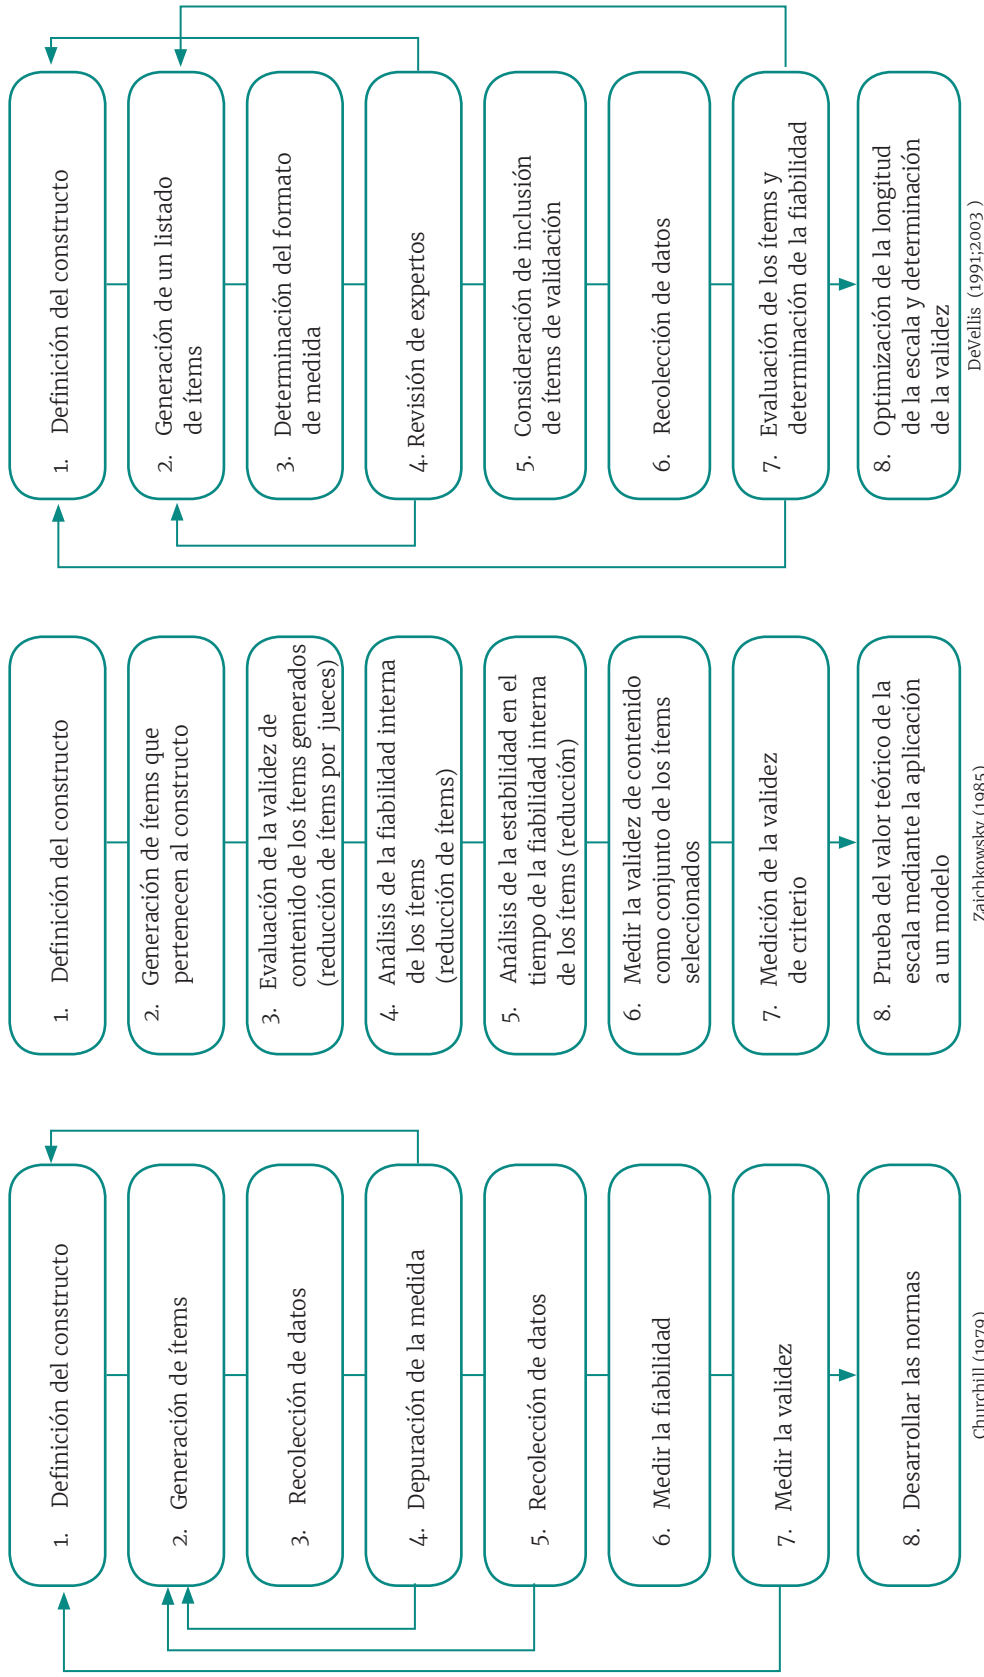 1. Definición del constructo
2. Generación de ítems
3. Recolección de datos
4. Depuración de la medida
5. Recolección de datos
6. Medir la fiabilidad
7. Medir la validez
8. Desarrollar las normas
Churchill (1979)
1. Definición del constructo
2. Generación de ítems que
pertenecen al constructo
3. Evaluación de la validez de
contenido de los ítems generados
(reducción de ítems por jueces)
4. Análisis de la fiabilidad interna
de los ítems
(reducción de ítems)
5. Análisis de la estabilidad en el
tiempo de la fiabilidad interna
de los ítems (reducción)
6. Medir la validez de contenido
como conjunto de los ítems
seleccionados
7. Medición de la validez
de criterio
8. Prueba del valor teórico de la
escala mediante la aplicación
a un modelo
Zaichkowsky (1985)
1. Definición del constructo
2. Generación de un listado
de ítems
3. Determinación del formato
de medida
4. Revisión de expertos
5. Consideración de inclusión
de ítems de validación
6. Recolección de datos
7. Evaluación de los ítems y
determinación de la fiabilidad
8. Optimización de la longitud
de la escala y determinación
de la validez
DeVellis (1991;2003 )